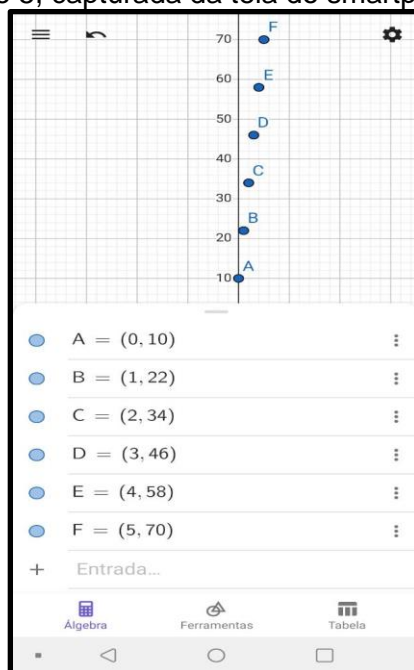 70
F
60
E
50
D
40
C
30
B
20
A
10
A = (0, 10)
B = (1, 22)
C = (2, 34)
D = (3, 46)
E = (4, 58)
F = (5, 70)
+ Entrada...
Álgebra Ferramentas Tabela